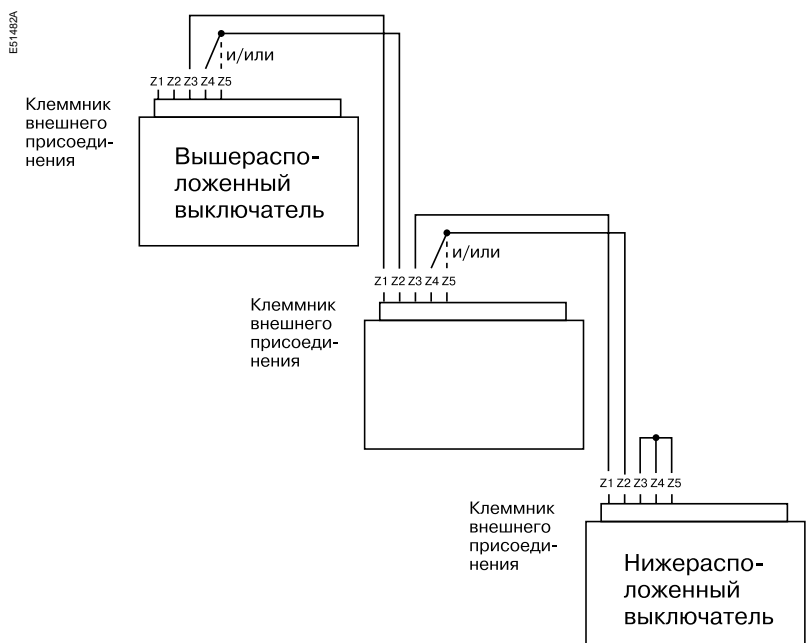 E51482A
и/или
Z1 Z2 Z3 Z4 Z5
Клеммник
внешнего
присоеди-
нения
Вышераспо-
ложенный
выключатель
и/или
Z1 Z2 Z3 Z4 Z5
Клеммник
внешнего
присоеди-
нения
Z1 Z2 Z3 Z4 Z5
Клеммник
внешнего
присоеди-
нения
Нижераспо-
ложенный
выключатель